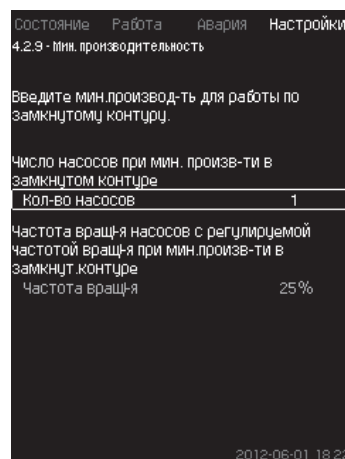 Состояние Работа Авария Настройки
4.2.9 - Мин. производительность
Введите мин.производ-ть для работы по
замкнутому контуру.
Число насосов при мин. произв-ти в
замкнутом контуре
Кол-во насосов 1
Частота вращ-я насосов с регулируемой
частотой вращ-я при мин.произв-ти в
замкнут.контуре
Частота вращ-я 25%
2012-06-01 18:22